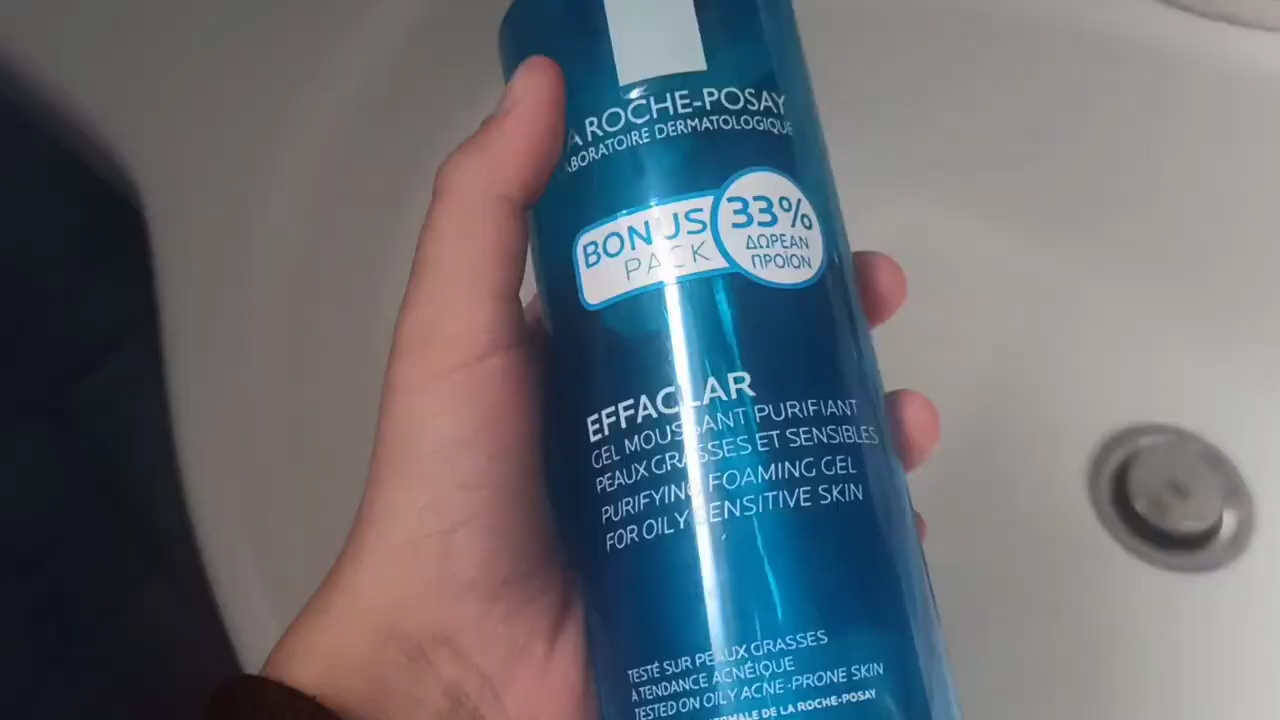 LA ROCHE-POSAY
LABORATOIRE DERMATOLOGIQUE
BONUS
PACK
33%
ΔΩΡΕΑΝ
ΠΡΟΪΟΝ
EFFACLAR
GEL MOUSSANT PURIFIANT
PEAUX GRASSES ET SENSIBLES
PURIFYING FOAMING GEL
FOR OILY SENSITIVE SKIN
TESTÉ SUR PEAUX GRASSES
A TENDANCE ACNÉIQUE
TESTED ON OILY ACNE-PRONE SKIN
DE LA ROCHE-POSAY